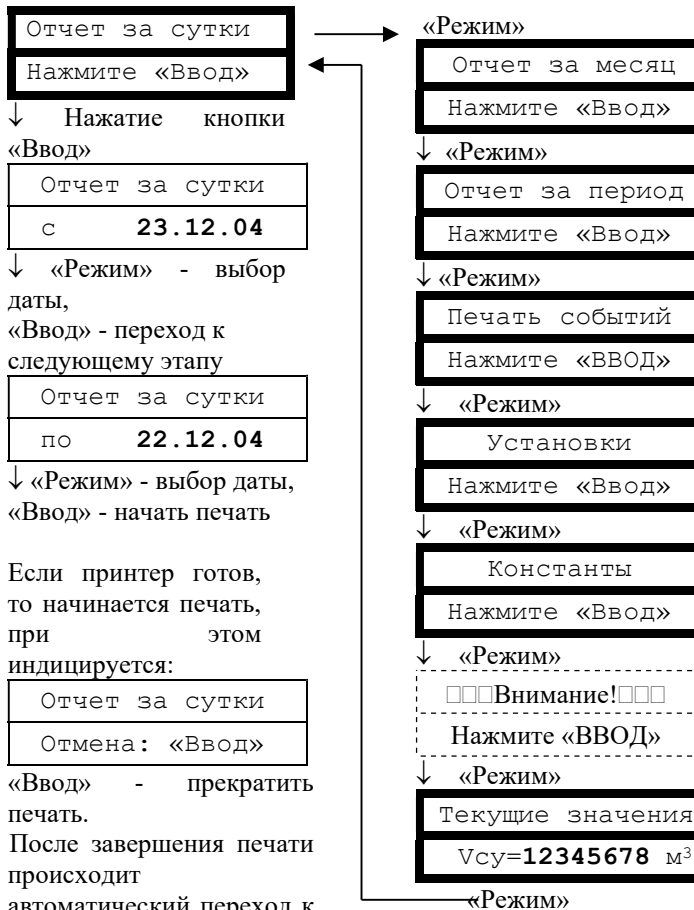 Отчет за сутки
Нажмите «Ввод»
↓ Нажатие кнопки
«Ввод»
Отчет за сутки
с 23.12.04
↓ «Режим» - выбор
даты,
«Ввод» - переход к
следующему этапу
Отчет за сутки
по 22.12.04
↓ «Режим» - выбор даты,
«Ввод» - начать печать
Если принтер готов,
то начинается печать,
при этом
индицируется:
Отчет за сутки
Отмена: «Ввод»
«Ввод» - прекратить
печать.
После завершения печати
происходит
автоматический переход к
«Режим»
Отчет за месяц
Нажмите «Ввод»
↓ «Режим»
Отчет за период
Нажмите «Ввод»
↓ «Режим»
Печать событий
Нажмите «ВВОД»
↓ «Режим»
Установки
Нажмите «Ввод»
↓ «Режим»
Константы
Нажмите «Ввод»
↓ «Режим»
□□□Внимание!□□□
Нажмите «ВВОД»
↓ «Режим»
Текущие значения
Vсу=12345678 м³
«Режим»